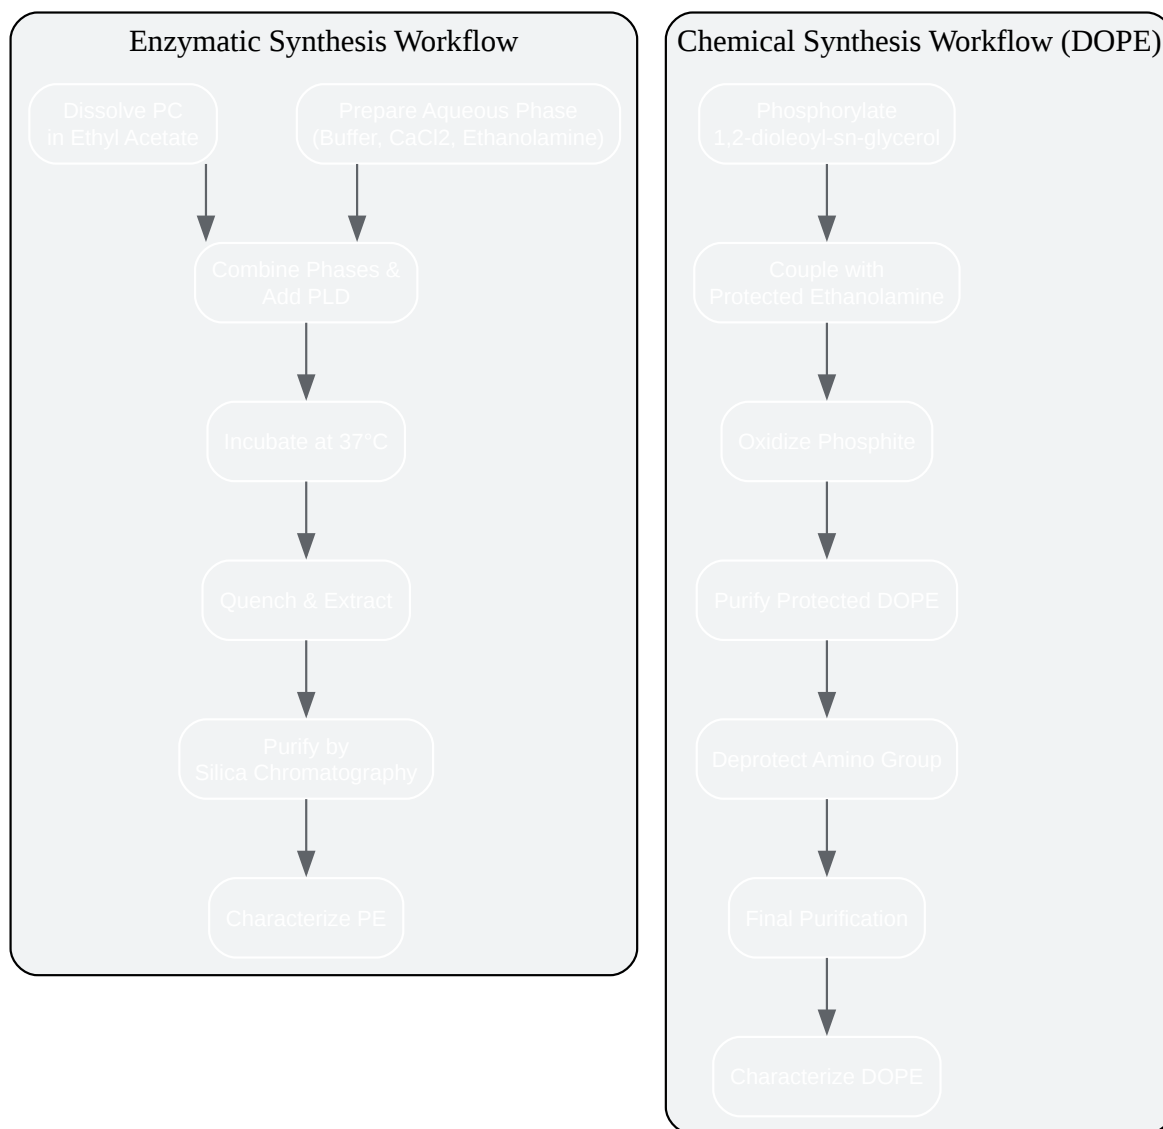 Enzymatic Synthesis Workflow
Dissolve PC
in Ethyl Acetate
Prepare Aqueous Phase
(Buffer, CaCl2, Ethanolamine)
Combine Phases &
Add PLD
Incubate at 37°C
Quench & Extract
Purify by
Silica Chromatography
Characterize PE
Chemical Synthesis Workflow (DOPE)
Phosphorylate
1,2-dioleoyl-sn-glycerol
Couple with
Protected Ethanolamine
Oxidize Phosphite
Purify Protected DOPE
Deprotect Amino Group
Final Purification
Characterize DOPE